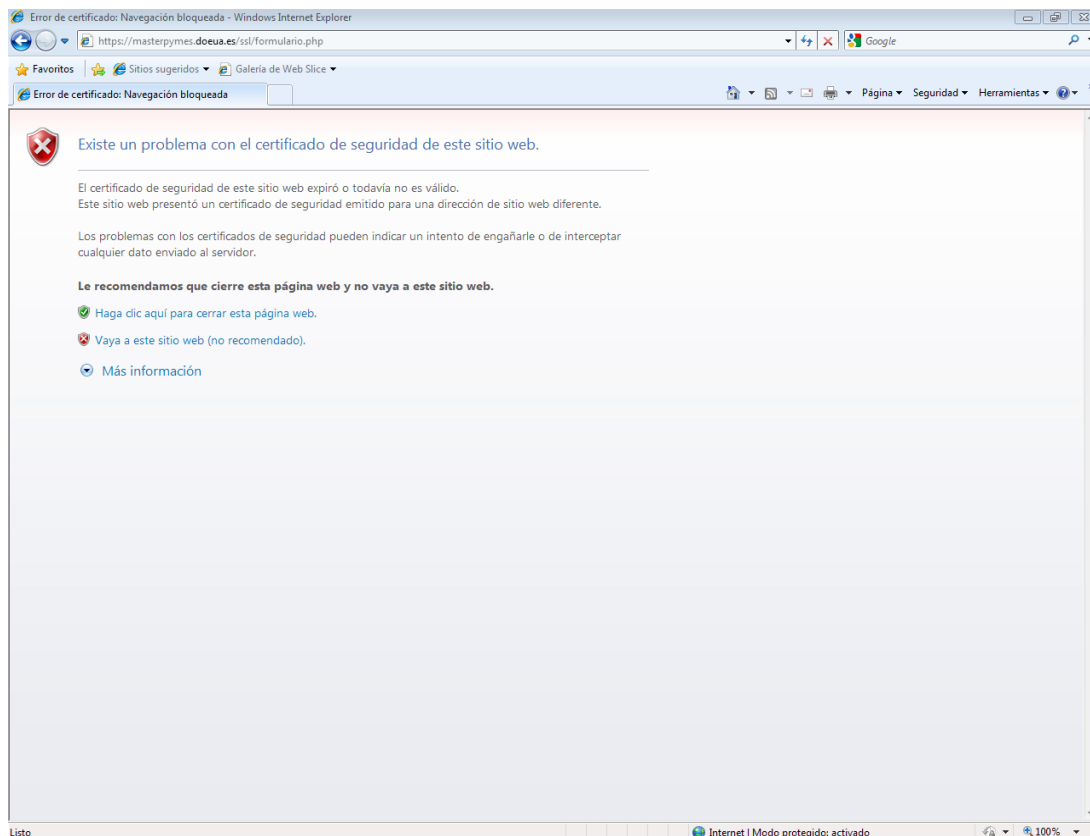 Error de certificado: Navegación bloqueada - Windows Internet Explorer
https://masterpymes.doeua.es/ssl/formulario.php
Google
Favoritos
Sitios sugeridos
Galería de Web Slice
Error de certificado: Navegación bloqueada
Página
Seguridad
Herramientas
Existe un problema con el certificado de seguridad de este sitio web.
El certificado de seguridad de este sitio web expiró o todavía no es válido.
Este sitio web presentó un certificado de seguridad emitido para una dirección de sitio web diferente.
Los problemas con los certificados de seguridad pueden indicar un intento de engañarle o de interceptar
cualquier dato enviado al servidor.
Le recomendamos que cierre esta página web y no vaya a este sitio web.
Haga clic aquí para cerrar esta página web.
Vaya a este sitio web (no recomendado).
Más información
Listo
Internet | Modo protegido: activado
100%